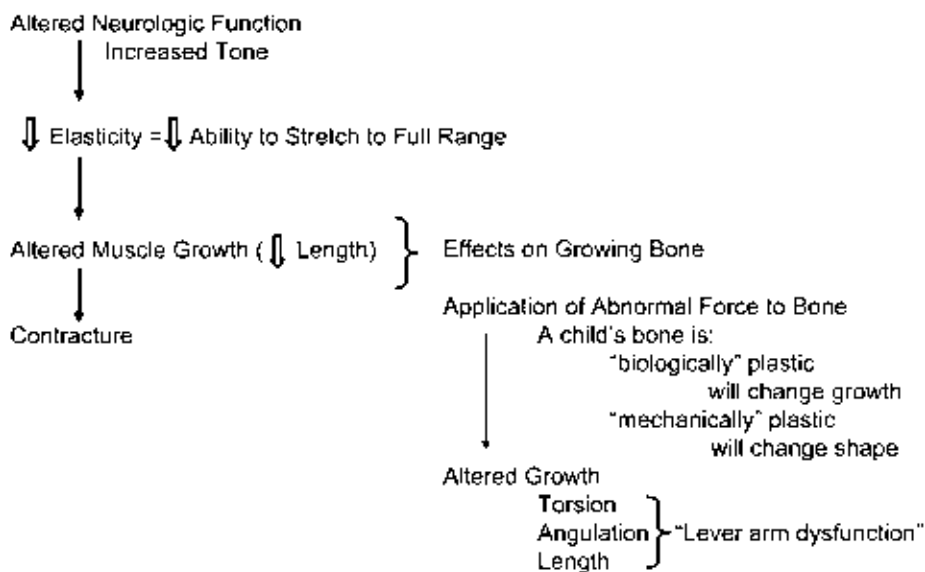 Altered Neurologic Function
Increased Tone
⇩ Elasticity = ⇩ Ability to Stretch to Full Range
Altered Muscle Growth ( ⇩ Length)
Effects on Growing Bone
Contracture
Application of Abnormal Force to Bone
A child's bone is:
"biologically" plastic
will change growth
"mechanically" plastic
will change shape
Altered Growth
Torsion
Angulation
Length
"Lever arm dysfunction"